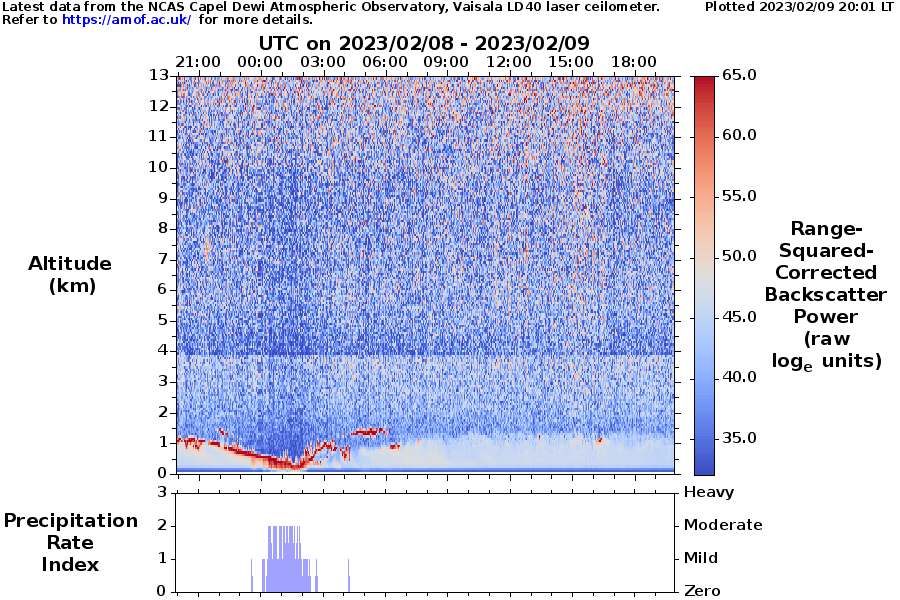 Latest data from the NCAS Capel Dewi Atmospheric Observatory, Vaisala LD40 laser ceilometer.
Plotted 2023/02/09 20:01 LT
Refer to https://amof.ac.uk/ for more details.
UTC on 2023/02/08 - 2023/02/09
21:00 00:00 03:00 06:00 09:00 12:00 15:00 18:00
13
12
11
10
9
8
7
6
5
4
3
2
1
0
Altitude
(km)
65.0
60.0
55.0
50.0
45.0
40.0
35.0
Range-
Squared-
Corrected
Backscatter
Power
(raw
logₑ units)
Precipitation
Rate
Index
3
2
1
0
Heavy
Moderate
Mild
Zero